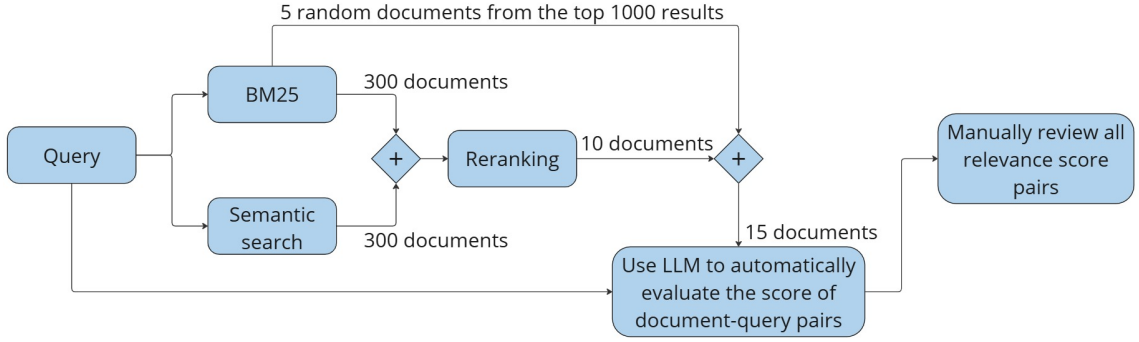 5 random documents from the top 1000 results
BM25
300 documents
Query
+
Reranking
10 documents
+
Manually review all
relevance score
pairs
Semantic
search
300 documents
15 documents
Use LLM to automatically
evaluate the score of
document-query pairs